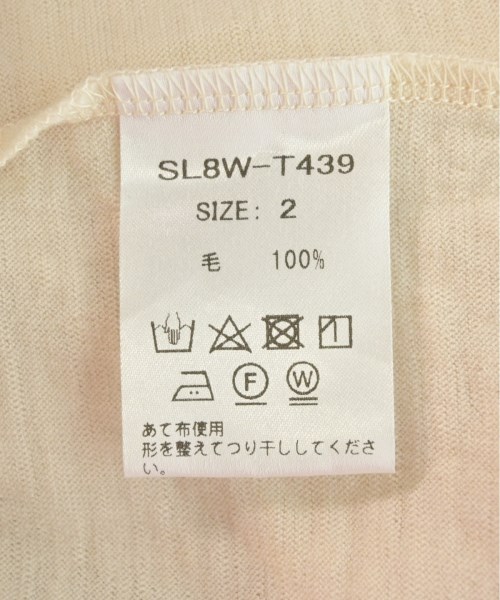 SL8W-T439
SIZE: 2
毛 100%
F W
あて布使用
形を整えてつり干ししてくださ
い。